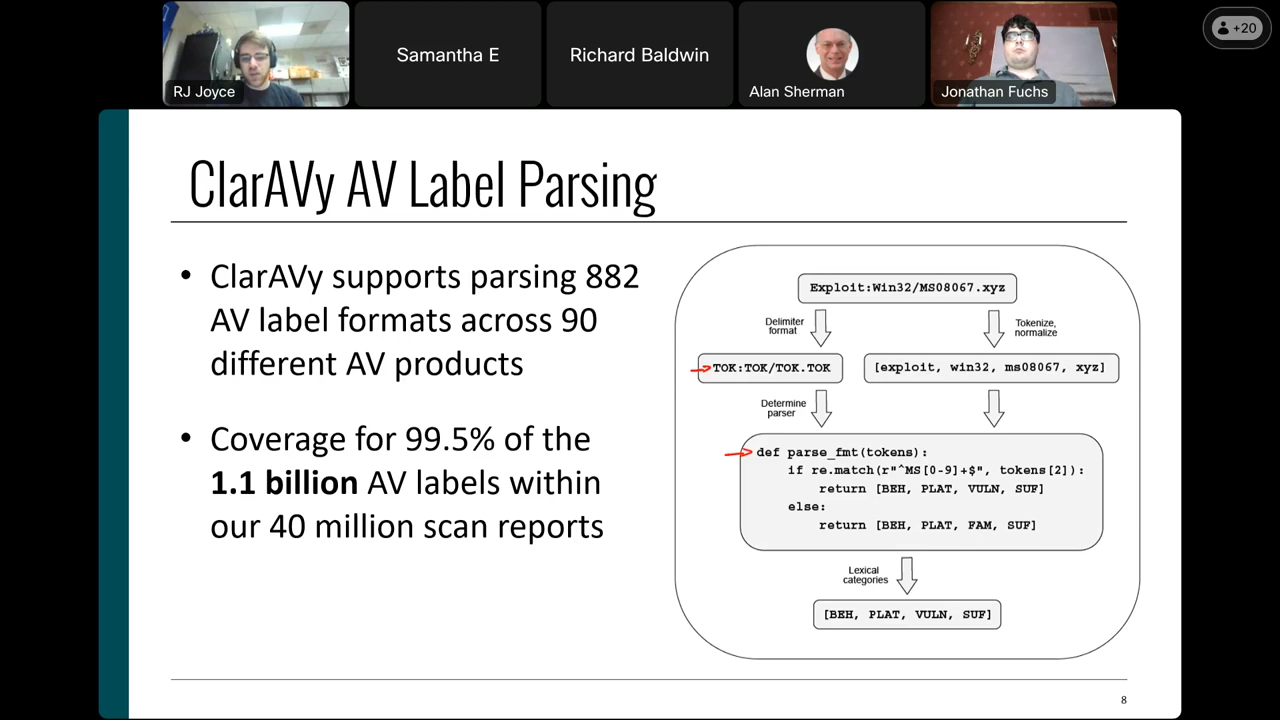 +20
RJ Joyce
Samantha E
Richard Baldwin
Alan Sherman
Jonathan Fuchs
ClarAVy AV Label Parsing
• ClarAVy supports parsing 882
AV label formats across 90
different AV products
• Coverage for 99.5% of the
1.1 billion AV labels within
our 40 million scan reports
Exploit:Win32/MS08067.xyz
Delimiter
format
Tokenize,
normalize
TOK:TOK/TOK.TOK
[exploit, win32, ms08067, xyz]
Determine
parser
def parse_fmt(tokens):
if re.match(r"^MS[0-9]+$", tokens[2]):
return [BEH, PLAT, VULN, SUF]
else:
return [BEH, PLAT, FAM, SUF]
Lexical
categories
[BEH, PLAT, VULN, SUF]
8